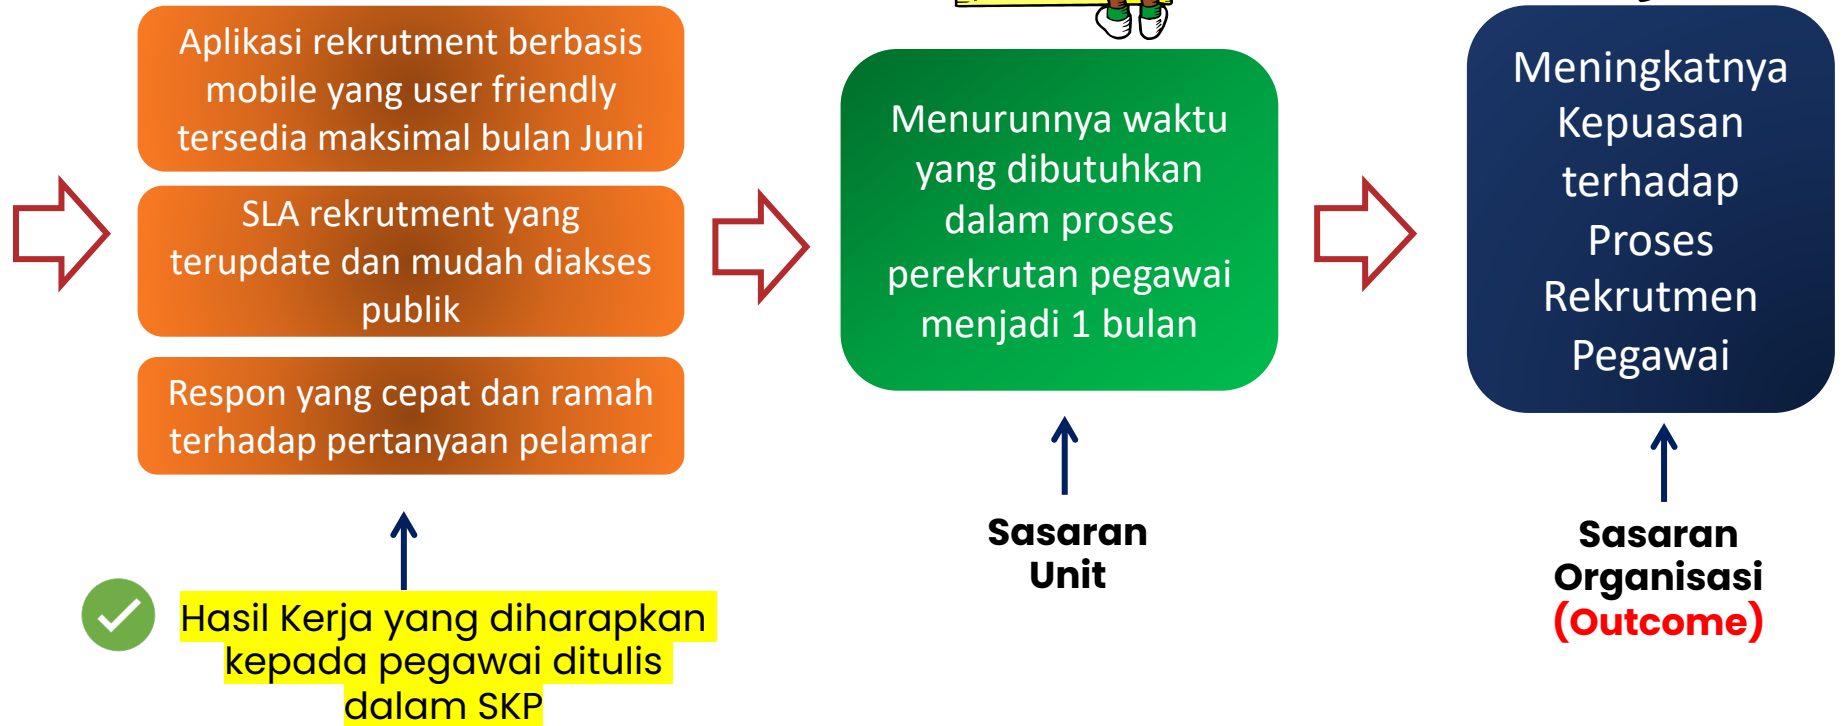 Aplikasi rekrutment berbasis
mobile yang user friendly
tersedia maksimal bulan Juni
SLA rekrutment yang
terupdate dan mudah diakses
publik
Respon yang cepat dan ramah
terhadap pertanyaan pelamar
Hasil Kerja yang diharapkan
kepada pegawai ditulis
dalam SKP
Menurunnya waktu
yang dibutuhkan
dalam proses
perekrutan pegawai
menjadi 1 bulan
Sasaran
Unit
Meningkatnya
Kepuasan
terhadap
Proses
Rekrutmen
Pegawai
Sasaran
Organisasi
(Outcome)